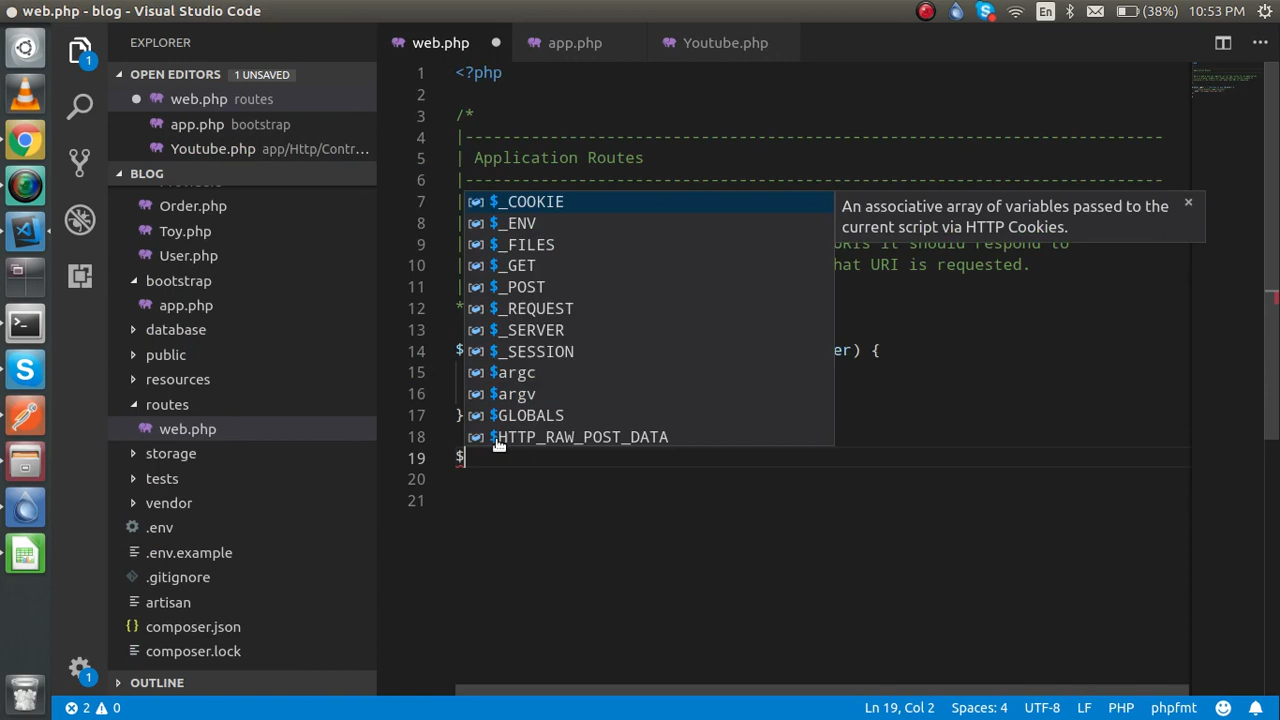 web.php - blog - Visual Studio Code
En
(38%)
10:53 PM
EXPLORER
OPEN EDITORS
1 UNSAVED
web.php routes
app.php bootstrap
Youtube.php app/Http/Contr...
BLOG
Order.php
Toy.php
User.php
bootstrap
app.php
database
public
resources
routes
web.php
storage
tests
vendor
.env
.env.example
.gitignore
artisan
composer.json
composer.lock
OUTLINE
1
1
web.php
app.php
Youtube.php
1 <?php
2
3 /*
4 |--------------------------------------------------------------------------
5 | Application Routes
6 |--------------------------------------------------------------------------
7 |
8 |
9 | URIs it should respond to
10 | hat URI is requested.
11 |
12 *
13
14 $ er) {
15
16
17 }
18
19 $
20
21
$_COOKIE
$_ENV
$_FILES
$_GET
$_POST
$_REQUEST
$_SERVER
$_SESSION
$argc
$argv
$GLOBALS
$HTTP_RAW_POST_DATA
An associative array of variables passed to the
current script via HTTP Cookies.
×
2 0
Ln 19, Col 2
Spaces: 4
UTF-8
LF
PHP
phpfmt
2